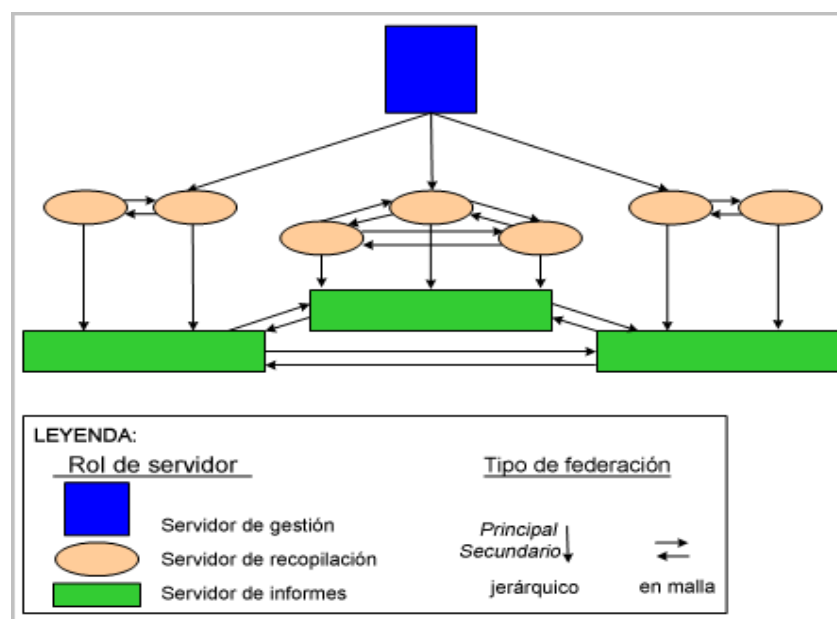 LEYENDA:
Rol de servidor
Tipo de federación
Servidor de gestión
Servidor de recopilación
Servidor de informes
Principal
Secundario
jerárquico
en malla